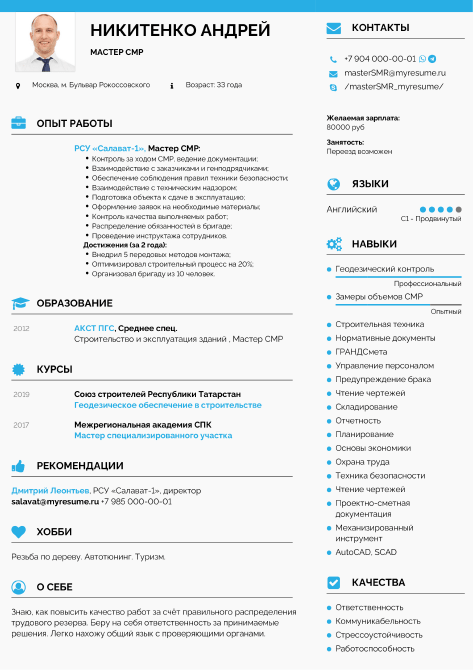 НИКИТЕНКО АНДРЕЙ
МАСТЕР СМР
Москва, м. Бульвар Рокоссовского
Возраст: 33 года
ОПЫТ РАБОТЫ
РСУ «Салават-1», Мастер СМР:
Контроль за ходом СМР, ведение документации;
Взаимодействие с заказчиками и генподрядчиками;
Обеспечение соблюдения правил техники безопасности;
Взаимодействие с техническим надзором;
Подготовка объекта к сдаче в эксплуатацию;
Оформление заявок на необходимые материалы;
Контроль качества выполняемых работ;
Распределение обязанностей в бригаде;
Проведение инструктажа сотрудников.
Достижения (за 2 года):
Внедрил 5 передовых методов монтажа;
Оптимизировал строительный процесс на 20%;
Организовал бригаду из 10 человек.
ОБРАЗОВАНИЕ
2012
АКСТ ПГС, Среднее спец.
Строительство и эксплуатация зданий , Мастер СМР
КУРСЫ
2019
Союз строителей Республики Татарстан
Геодезическое обеспечение в строительстве
2017
Межрегиональная академия СПК
Мастер специализированного участка
РЕКОМЕНДАЦИИ
Дмитрий Леонтьев, РСУ «Салават-1», директор
salavat@myresume.ru +7 985 000-00-01
ХОББИ
Резьба по дереву. Автотюнинг. Туризм.
О СЕБЕ
Знаю, как повысить качество работ за счёт правильного распределения
трудового резерва. Беру на себя ответственность за принимаемые
решения. Легко нахожу общий язык с проверяющими органами.
КОНТАКТЫ
+7 904 000-00-01
masterSMR@myresume.ru
/masterSMR_myresume/
Желаемая зарплата:
80000 руб
Занятость:
Переезд возможен
ЯЗЫКИ
Английский
C1 - Продвинутый
НАВЫКИ
Геодезический контроль
Профессиональный
Замеры объемов СМР
Опытный
Строительная техника
Нормативные документы
ГРАНДСмета
Управление персоналом
Предупреждение брака
Чтение чертежей
Складирование
Отчетность
Планирование
Основы экономики
Охрана труда
Техника безопасности
Чтение чертежей
Проектно-сметная
документация
Механизированный
инструмент
AutoCAD, SCAD
КАЧЕСТВА
Ответственность
Коммуникабельность
Стрессоустойчивость
Работоспособность